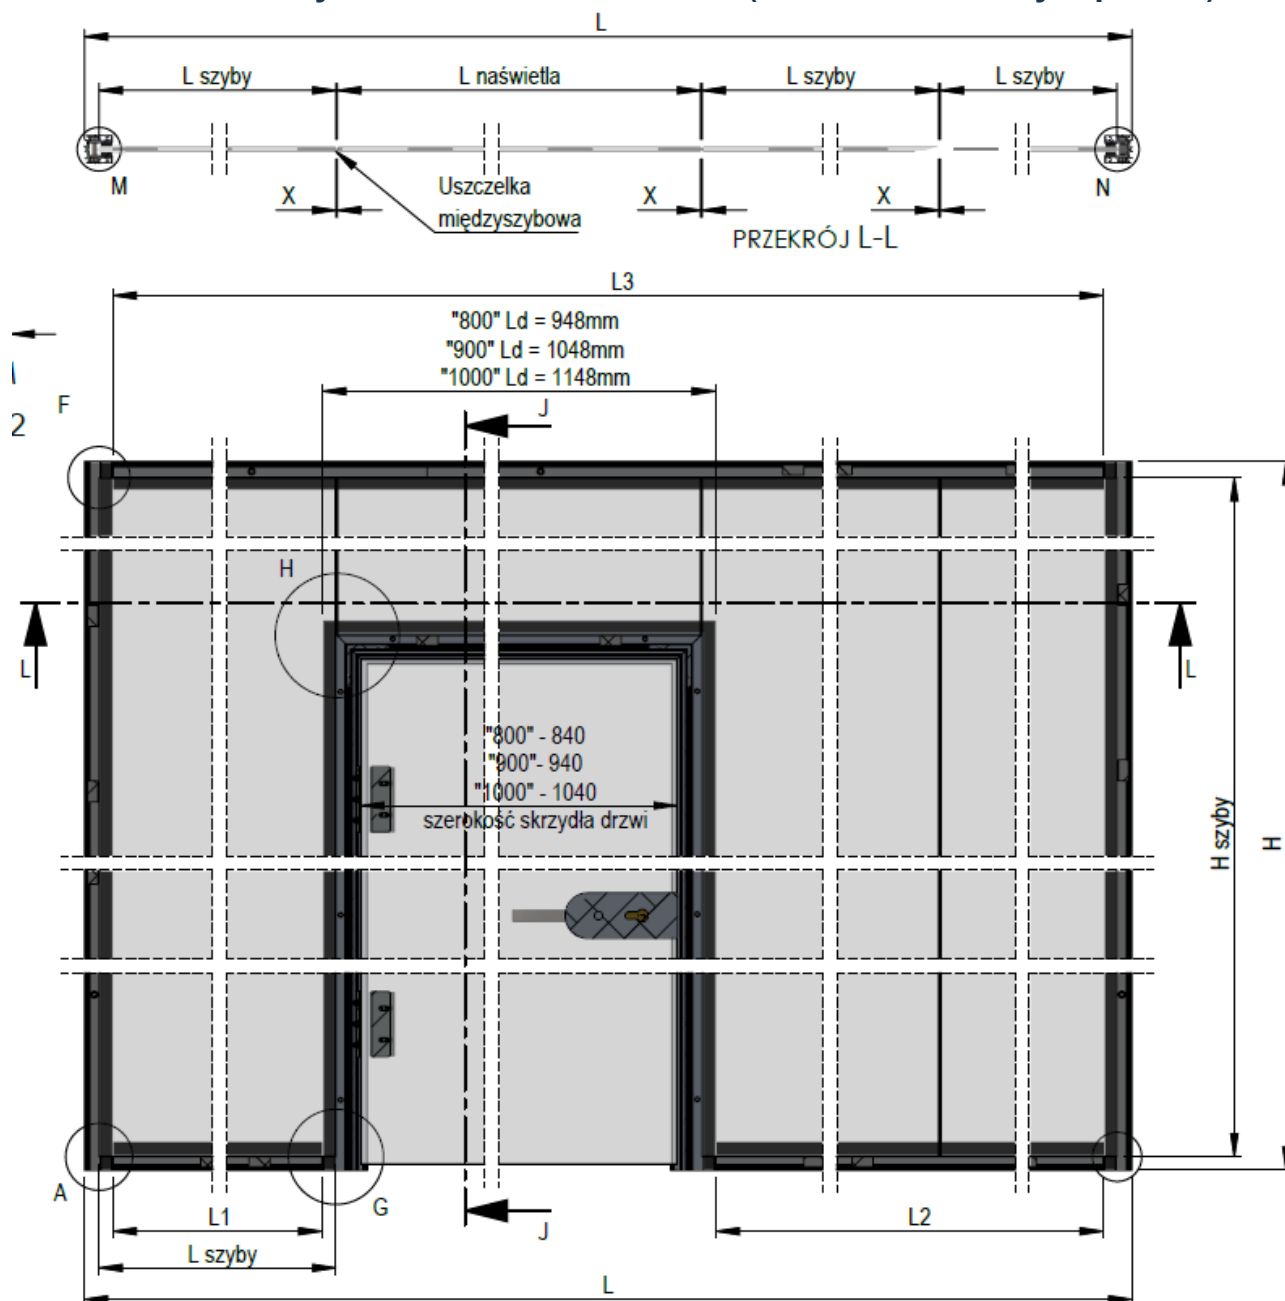 L
L szyby L naświetla L szyby L szyby
M N
Uszczelka
międzyszybowa
X X X
PRZEKRÓJ L-L
L3
"800" Ld = 948mm
"900" Ld = 1048mm
"1000" Ld = 1148mm
F J
2
H
L L
"800" - 840
"900"- 940
"1000" - 1040
szerokość skrzydła drzwi
H szyby
H
A G
L1 J L2
L szyby
L